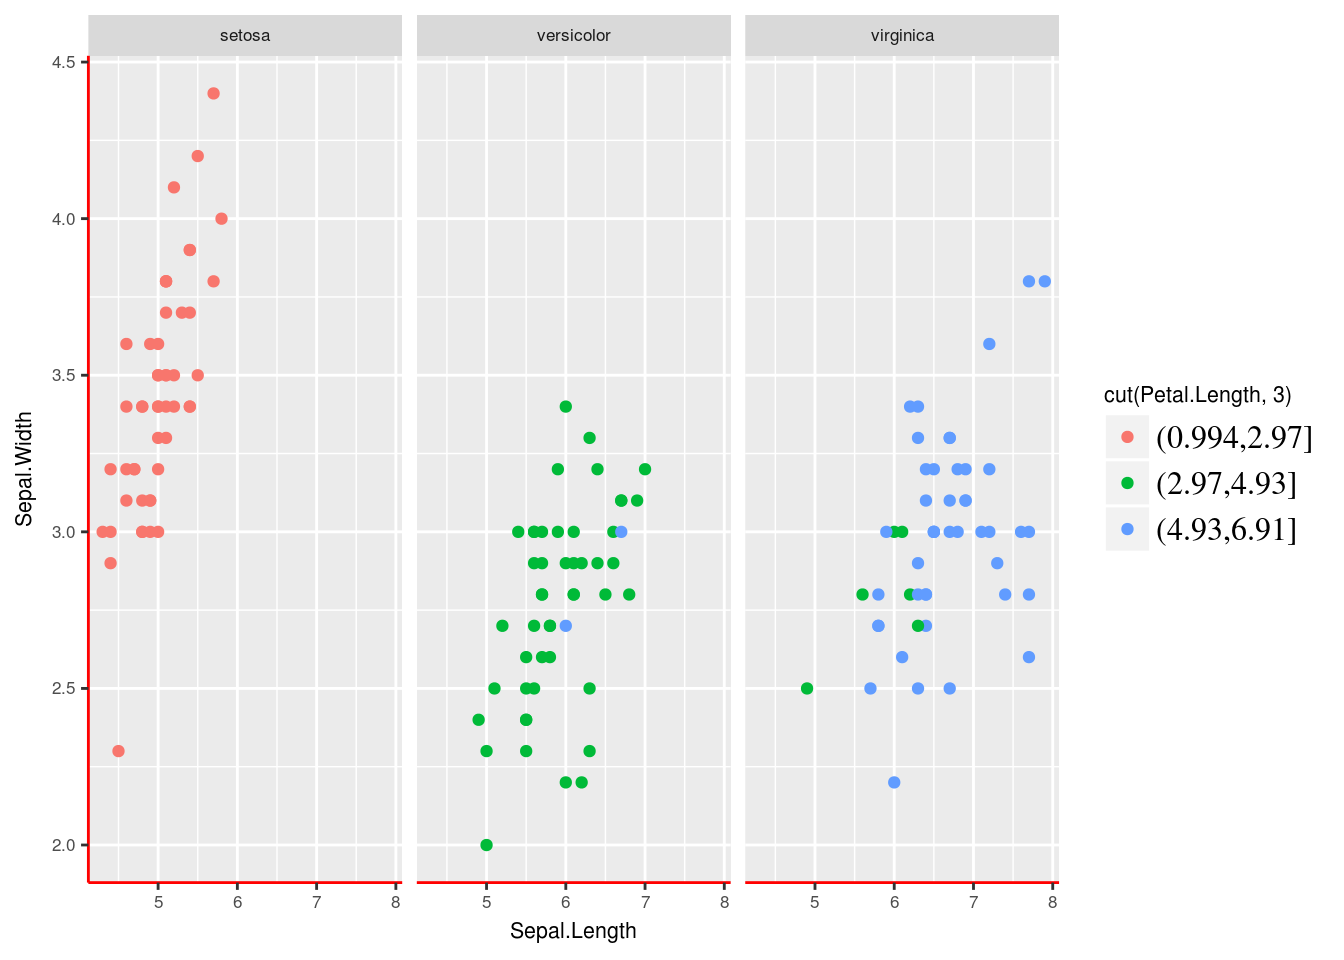 setosa
versicolor
virginica
4.5
4.0
3.5
3.0
2.5
2.0
Sepal.Width
5 6 7 8
5 6 7 8
5 6 7 8
Sepal.Length
cut(Petal.Length, 3)
(0.994,2.97]
(2.97,4.93]
(4.93,6.91]